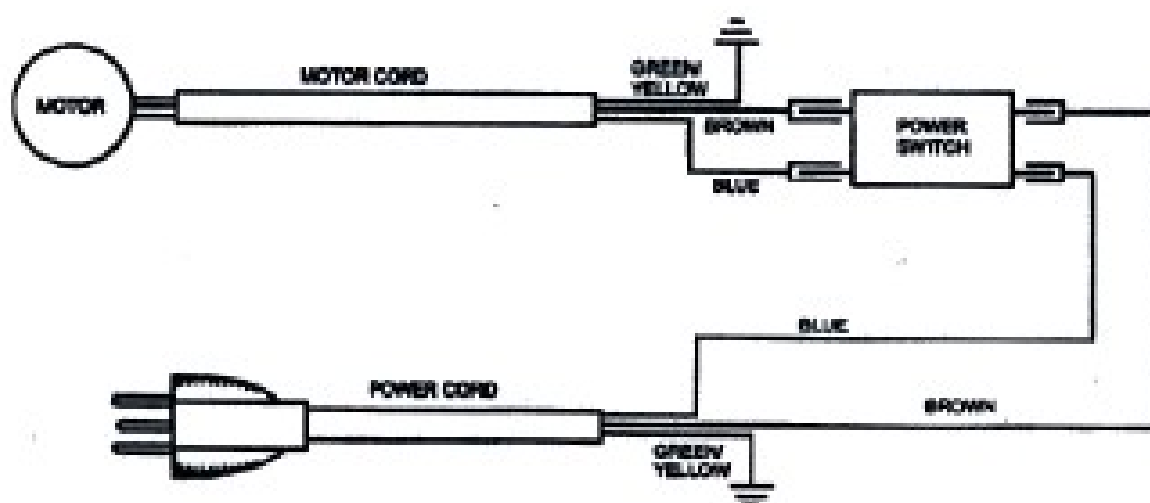 MOTOR CORD
GREEN/
YELLOW
MOTOR
BROWN
POWER
SWITCH
BLUE
BLUE
POWER CORD
BROWN
GREEN/
YELLOW